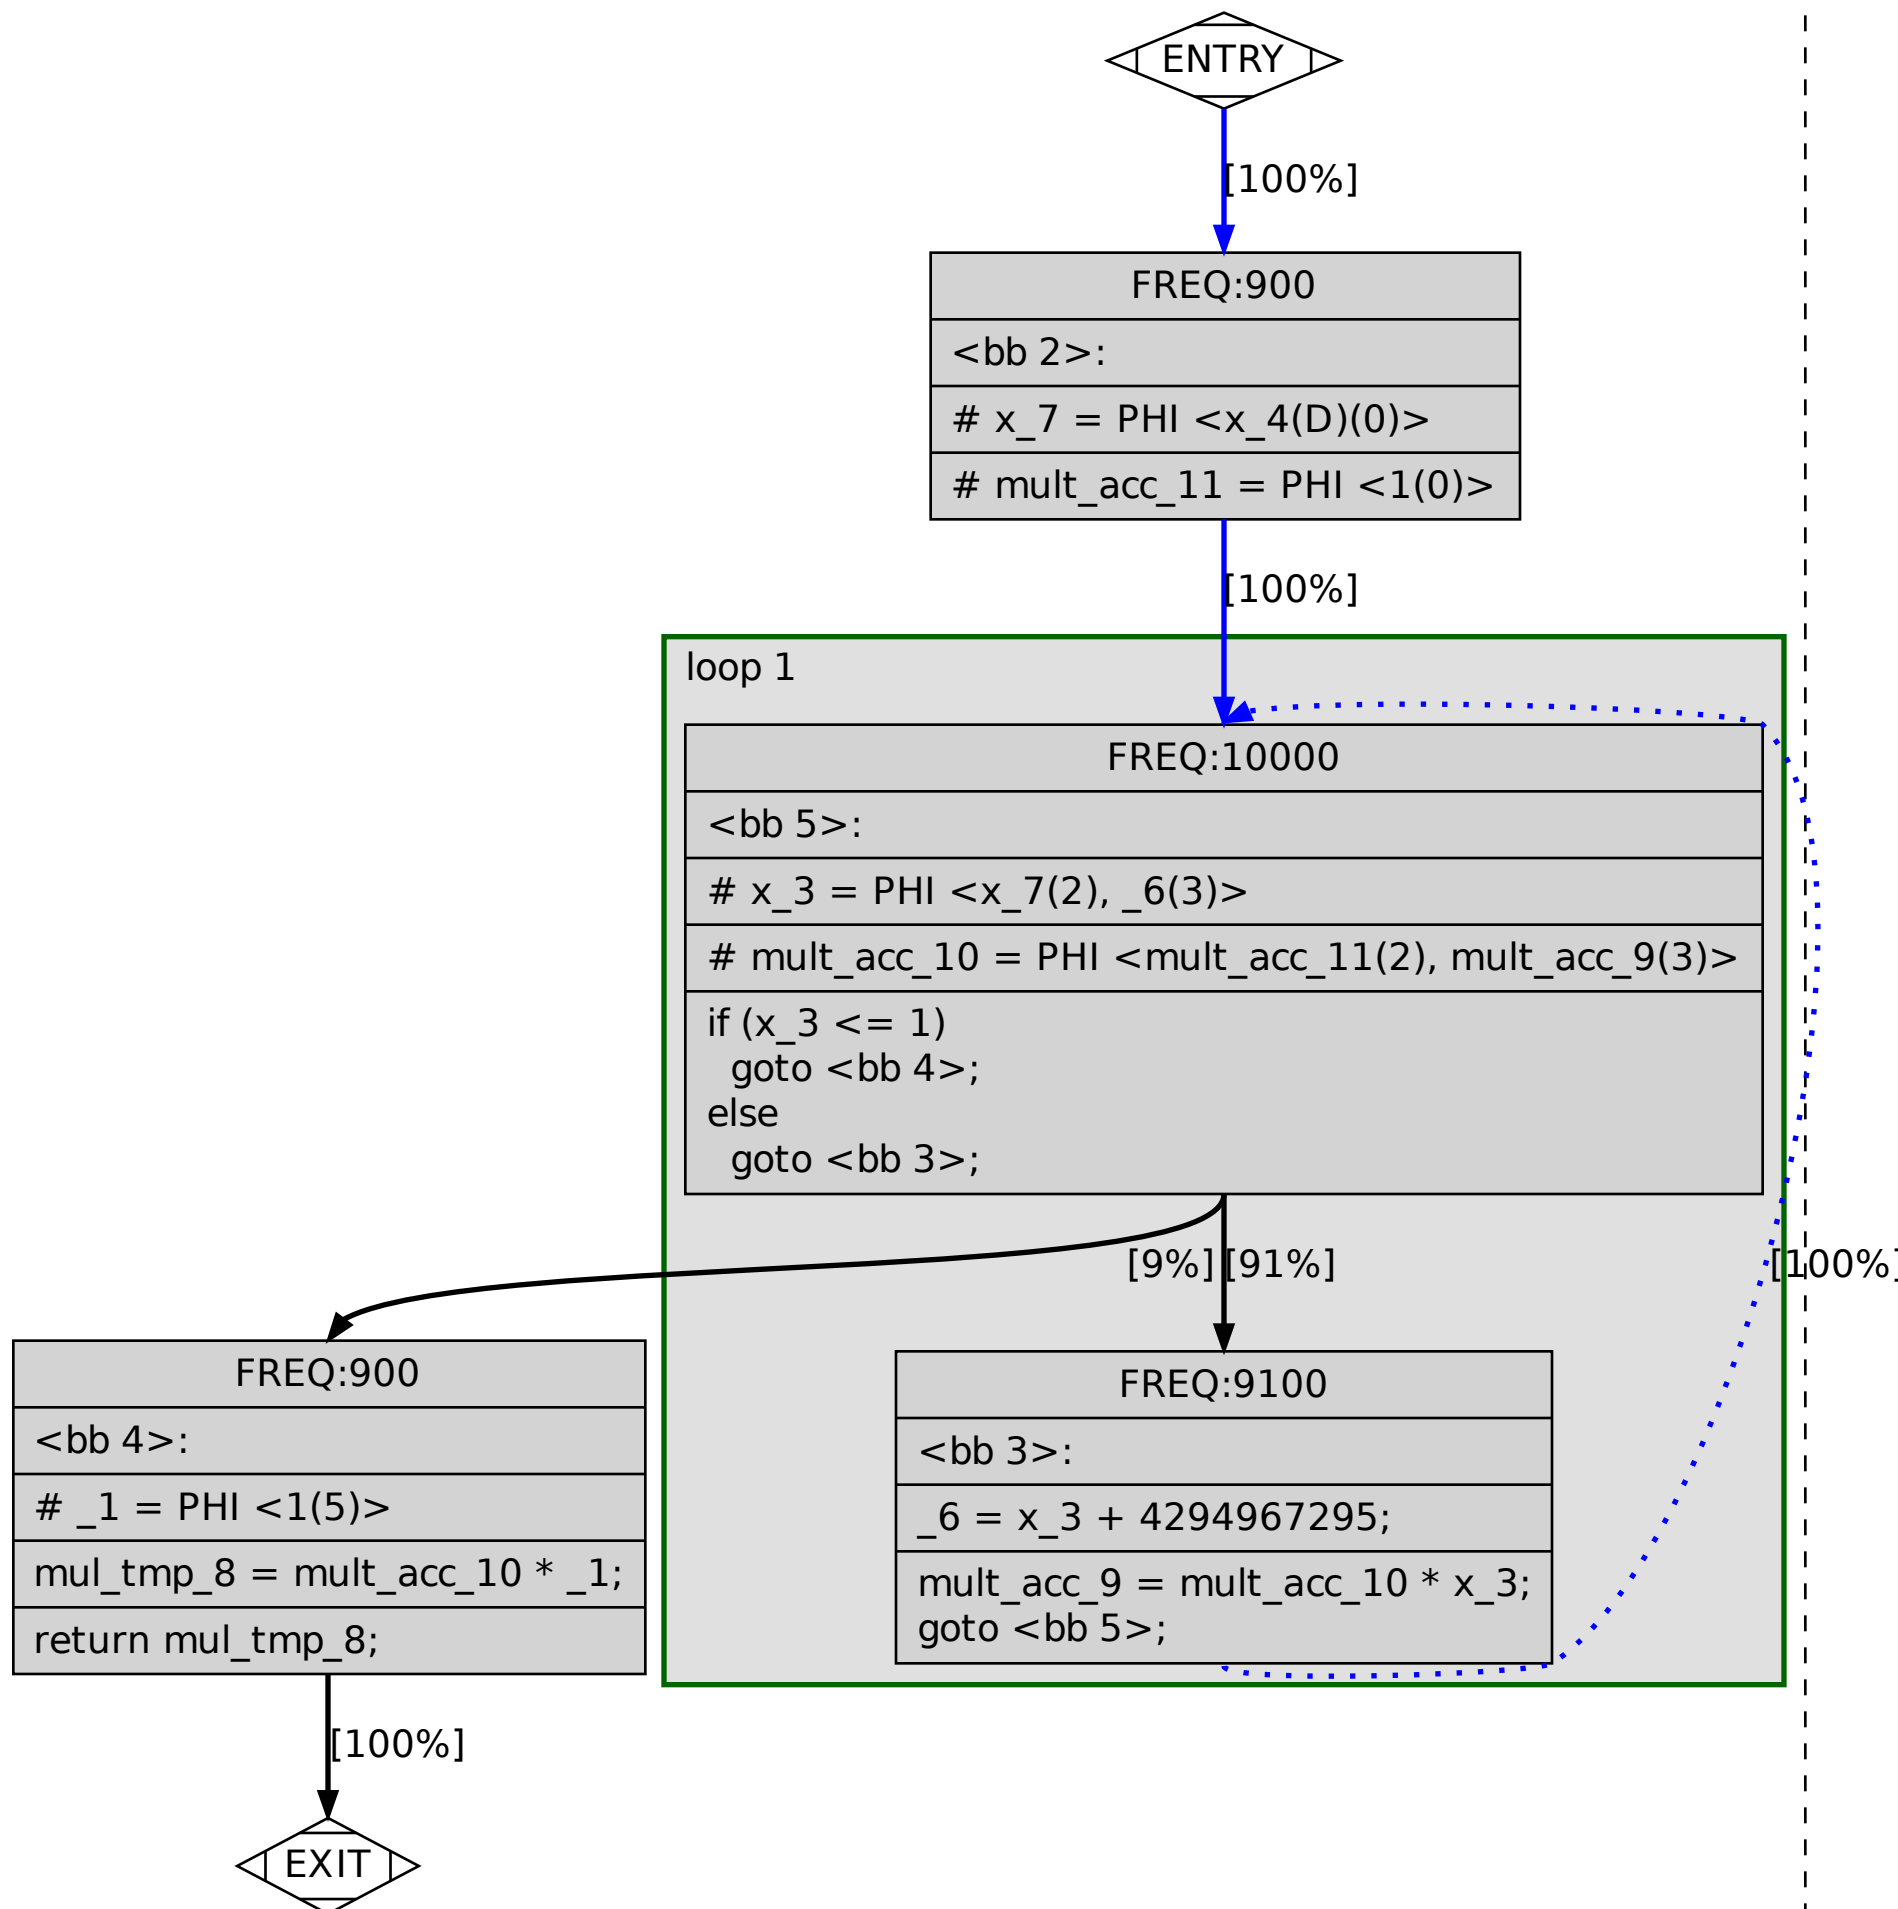 ENTRY
[100%]
FREQ:900
<bb 2>:
# x_7 = PHI <x_4(D)(0)>
# mult_acc_11 = PHI <1(0)>
[100%]
loop 1
FREQ:10000
<bb 5>:
# x_3 = PHI <x_7(2), _6(3)>
# mult_acc_10 = PHI <mult_acc_11(2), mult_acc_9(3)>
if (x_3 <= 1)
goto <bb 4>;
else
goto <bb 3>;
[9%]
[91%]
[100%]
FREQ:900
<bb 4>:
# _1 = PHI <1(5)>
mul_tmp_8 = mult_acc_10 * _1;
return mul_tmp_8;
FREQ:9100
<bb 3>:
_6 = x_3 + 4294967295;
mult_acc_9 = mult_acc_10 * x_3;
goto <bb 5>;
[100%]
EXIT